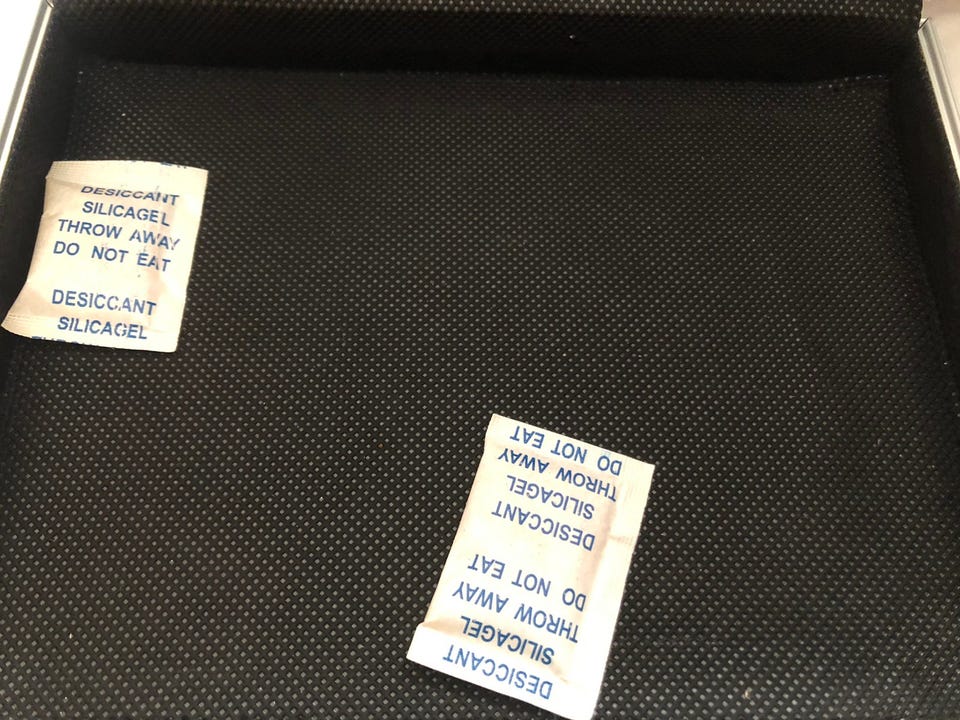 DESICCANT
SILICAGEL
THROW AWAY
DO NOT EAT
DESICCANT
SILICAGEL
DESICCANT
SILICAGEL
THROW AWAY
DO NOT EAT
DESICCANT
SILICAGEL
THROW AWAY
DO NOT EAT